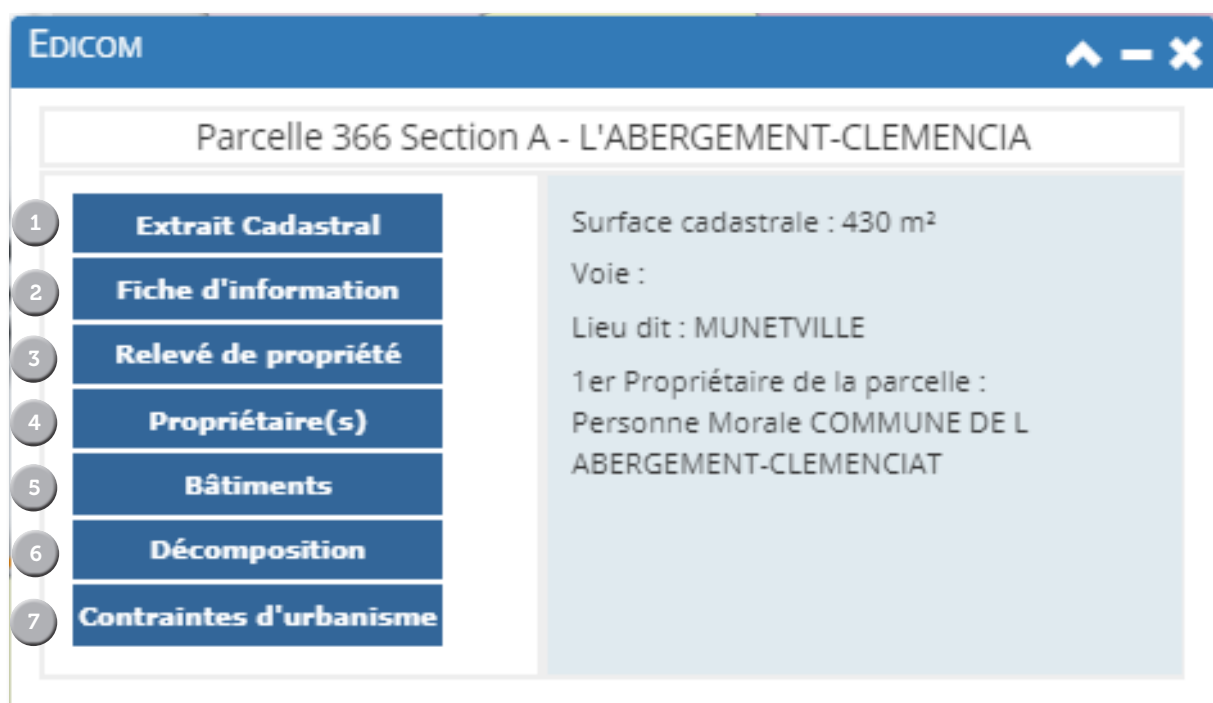 EDICOM
Parcelle 366 Section A - L'ABERGEMENT-CLEMENCIA
1 Extrait Cadastral
2 Fiche d'information
3 Relevé de propriété
4 Propriétaire(s)
5 Bâtiments
6 Décomposition
7 Contraintes d'urbanisme
Surface cadastrale : 430 m²
Voie :
Lieu dit : MUNETVILLE
1er Propriétaire de la parcelle :
Personne Morale COMMUNE DE L
ABERGEMENT-CLEMENCIAT